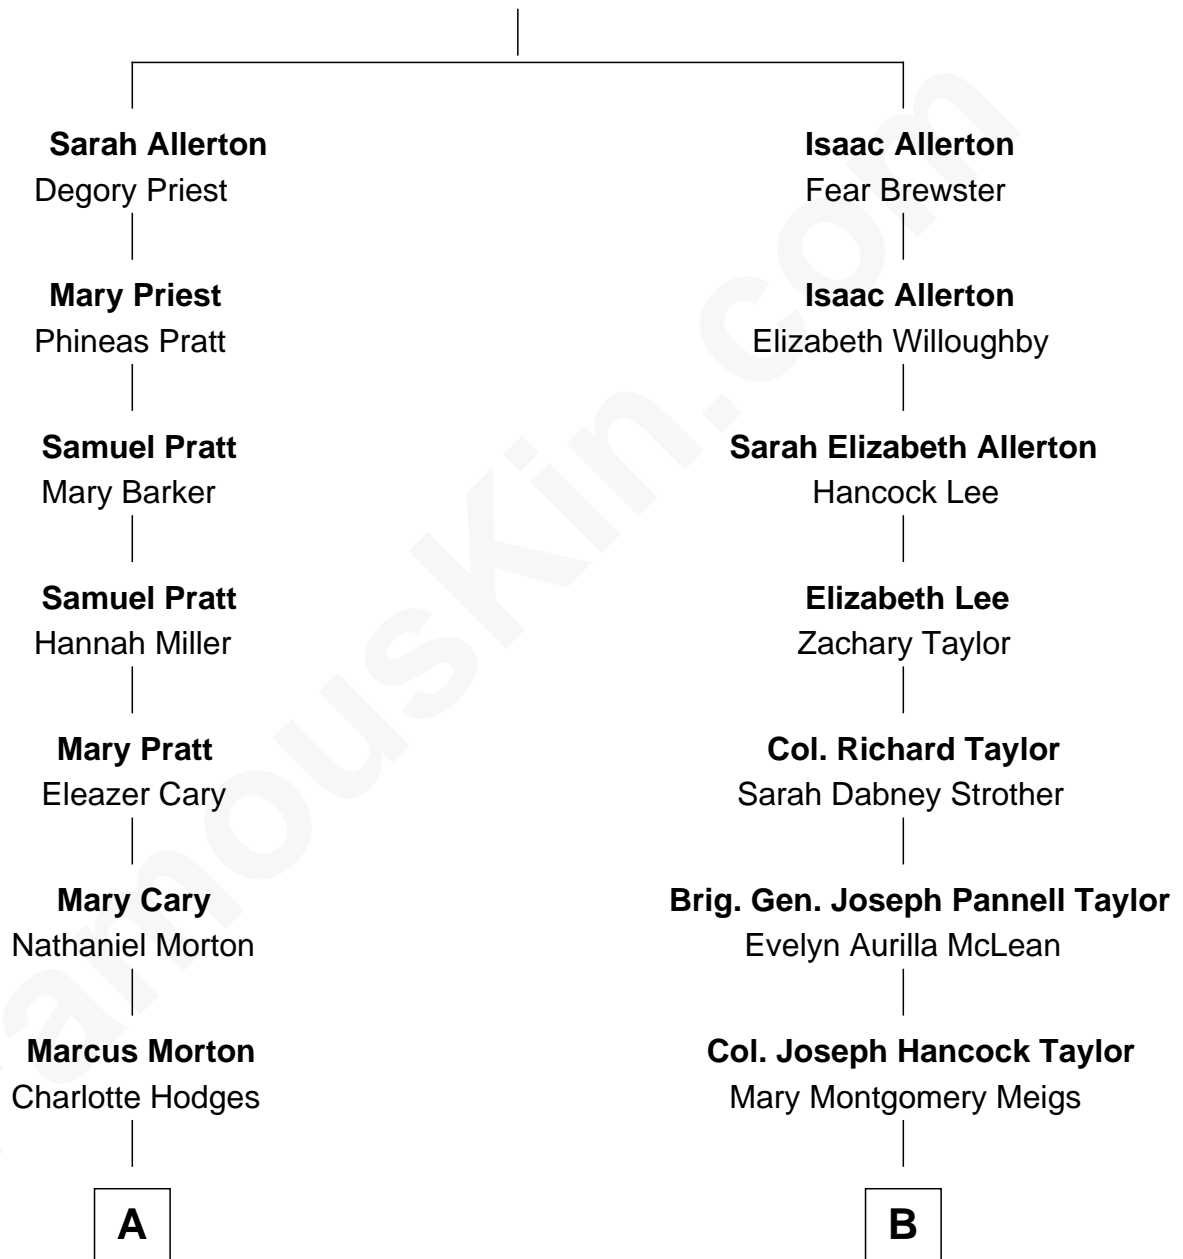 Sarah Allerton
Degory Priest
Mary Priest
Phineas Pratt
Samuel Pratt
Mary Barker
Samuel Pratt
Hannah Miller
Mary Pratt
Eleazer Cary
Mary Cary
Nathaniel Morton
Marcus Morton
Charlotte Hodges
A
Isaac Allerton
Fear Brewster
Isaac Allerton
Elizabeth Willoughby
Sarah Elizabeth Allerton
Hancock Lee
Elizabeth Lee
Zachary Taylor
Col. Richard Taylor
Sarah Dabney Strother
Brig. Gen. Joseph Pannell Taylor
Evelyn Aurilla McLean
Col. Joseph Hancock Taylor
Mary Montgomery Meigs
B
FamousKin.com